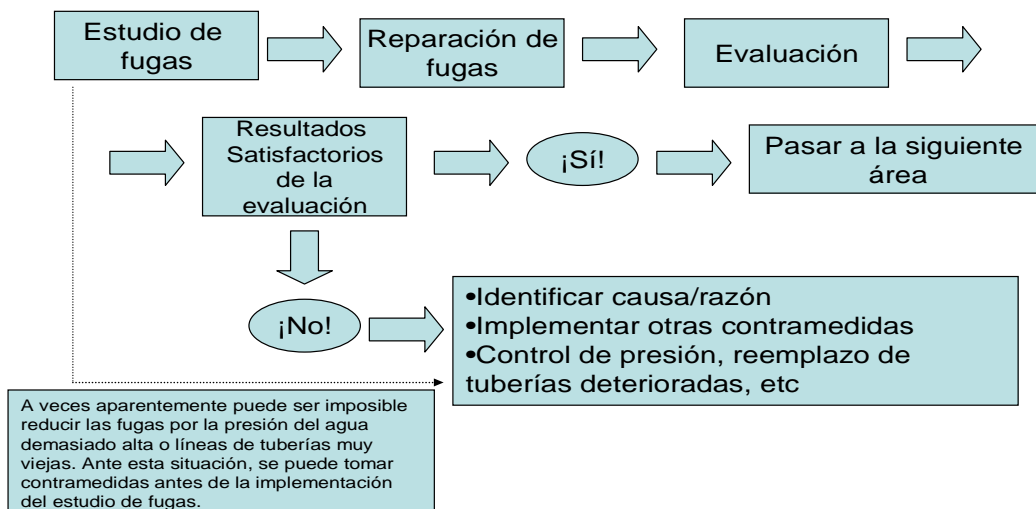 Estudio de
fugas
Reparación de
fugas
Evaluación
Resultados
Satisfactorios
de la
evaluación
¡Sí!
Pasar a la siguiente
área
¡No!
•Identificar causa/razón
•Implementar otras contramedidas
•Control de presión, reemplazo de
tuberías deterioradas, etc
A veces aparentemente puede ser imposible
reducir las fugas por la presión del agua
demasiado alta o líneas de tuberías muy
viejas. Ante esta situación, se puede tomar
contramedidas antes de la implementación
del estudio de fugas.